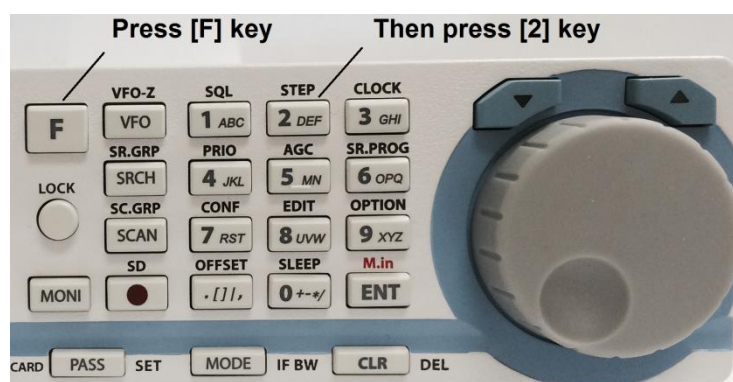 Press [F] key Then press [2] key
VFO-Z SQL STEP CLOCK
F VFO 1 ABC 2 DEF 3 GHI
SR.GRP PRIO AGC SR.PROG
SRCH 4 JKL 5 MN 6 OPQ
LOCK
SC.GRP CONF EDIT OPTION
SCAN 7 RST 8 UVW 9 XYZ
SD OFFSET SLEEP M.in
MONI .[]|, 0 +-*/ ENT
CARD PASS SET MODE IF BW CLR DEL